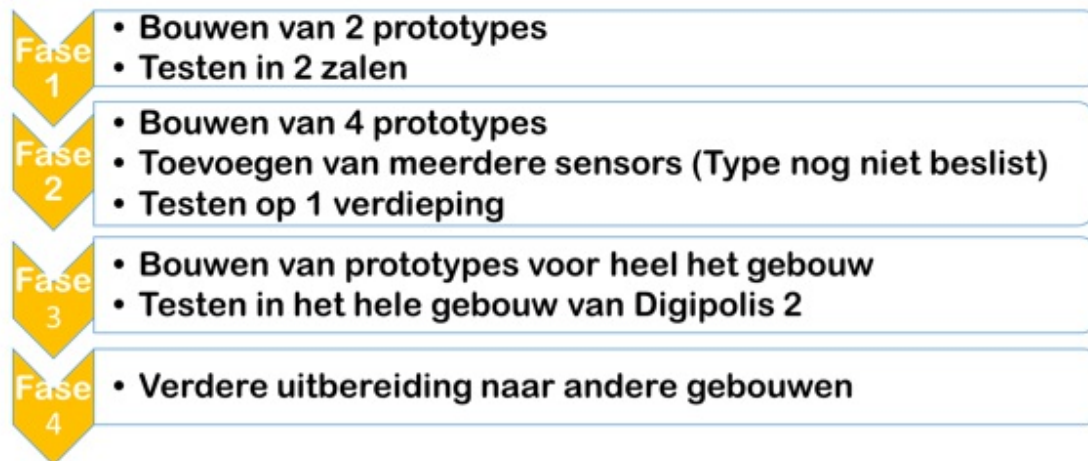 Fase
1
• Bouwen van 2 prototypes
• Testen in 2 zalen
Fase
2
• Bouwen van 4 prototypes
• Toevoegen van meerdere sensors (Type nog niet beslist)
• Testen op 1 verdieping
Fase
3
• Bouwen van prototypes voor heel het gebouw
• Testen in het hele gebouw van Digipolis 2
Fase
4
• Verdere uitbereiding naar andere gebouwen